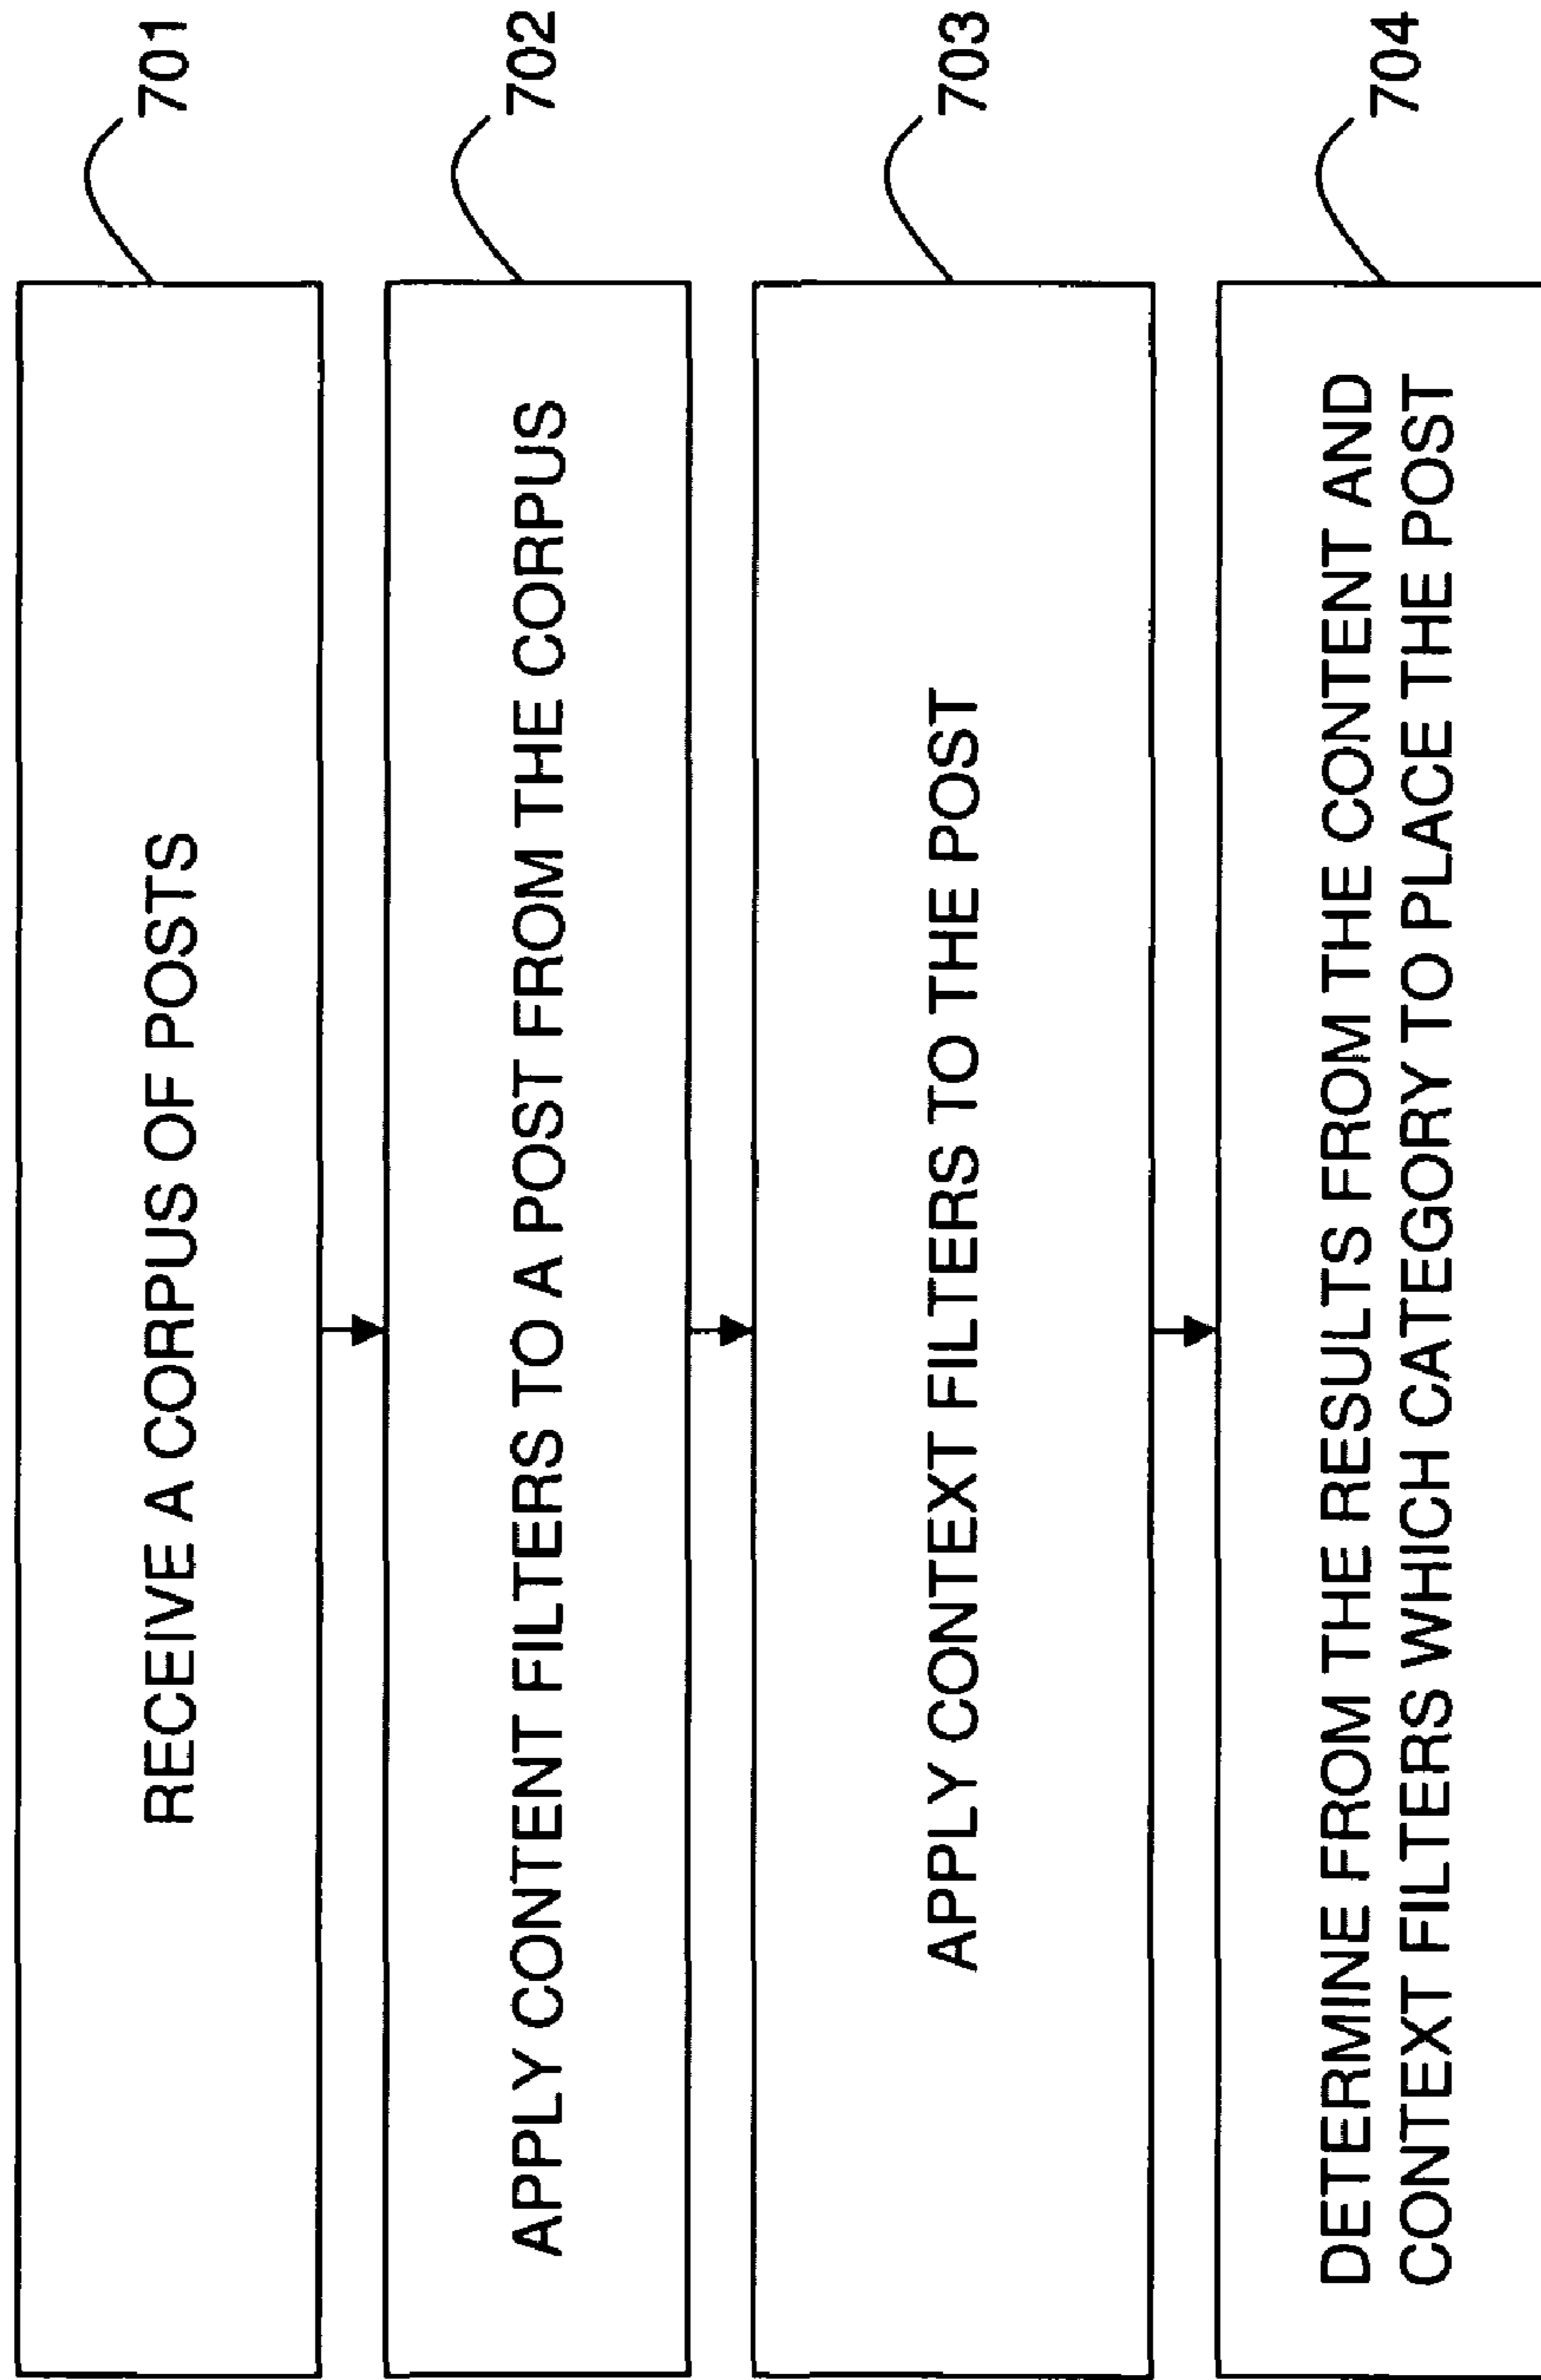 RECEIVE A CORPUS OF POSTS
701
APPLY CONTENT FILTERS TO A POST FROM THE CORPUS
702
APPLY CONTEXT FILTERS TO THE POST
703
DETERMINE FROM THE RESULTS FROM THE CONTENT AND
CONTEXT FILTERS WHICH CATEGORY TO PLACE THE POST
704